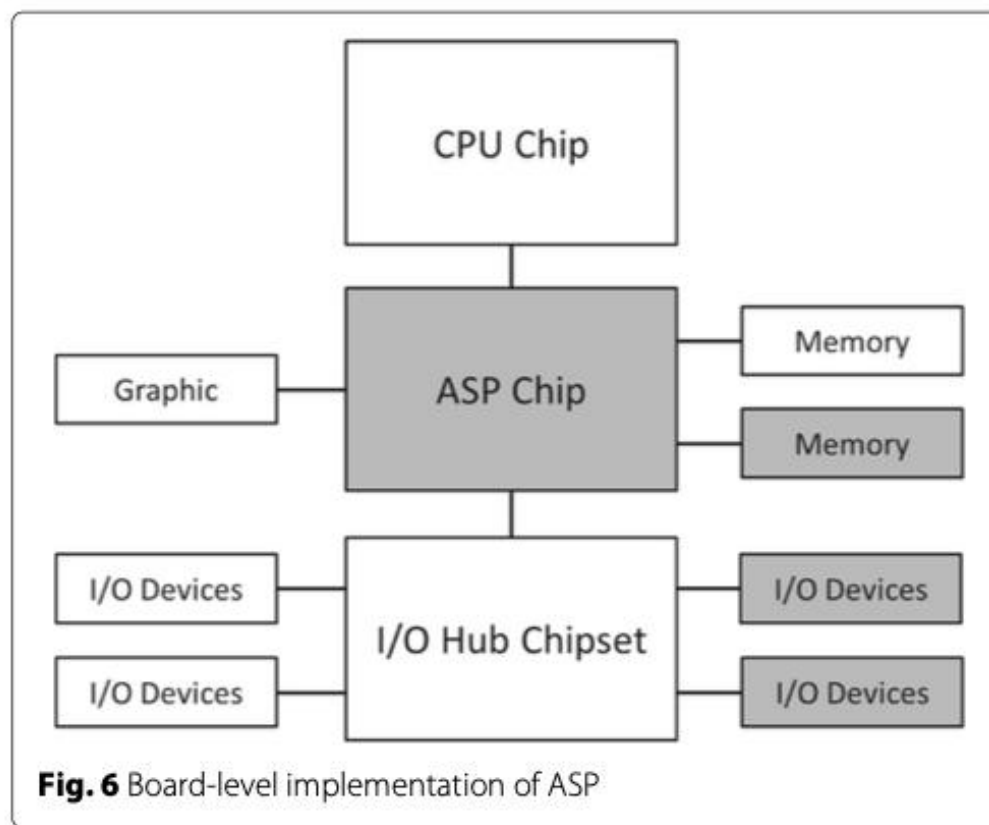 CPU Chip
Graphic
ASP Chip
Memory
Memory
I/O Devices
I/O Devices
I/O Hub Chipset
I/O Devices
I/O Devices
Fig. 6 Board-level implementation of ASP